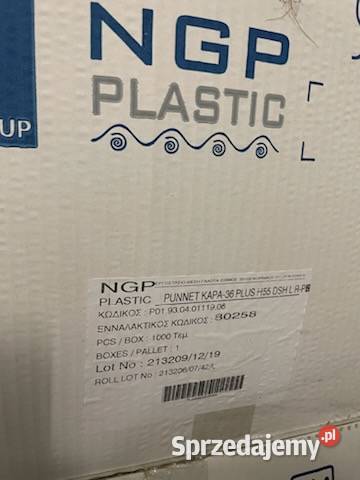 NGP
PLASTIC
UP
NGP
PLASTIC PUNNET KAPA-36 PLUS H55 DSH L
ΚΩΔΙΚΟΣ : P01.93.04.01119.06
ΕΝΝΑΛΑΚΤΙΚΟΣ ΚΩΔΙΚΟΣ : 80258
PCS / BOX : 1000 Τεμ.
BOXES / PALLET : 1
Lot No : 213209/12/19
ROLL LOT No : 213206/07/42/L
Sprzedajemy.pl